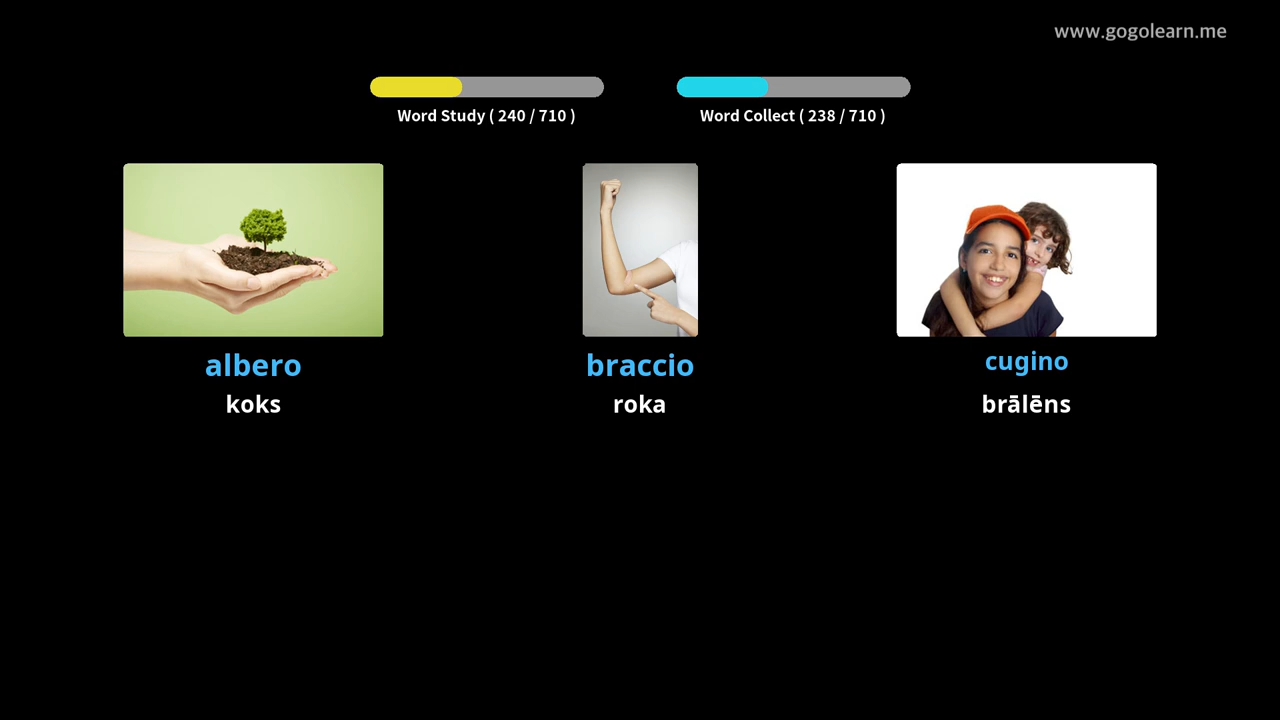 www.gogolearn.me
Word Study ( 240 / 710 )
Word Collect ( 238 / 710 )
albero
braccio
cugino
koks
roka
brālēns